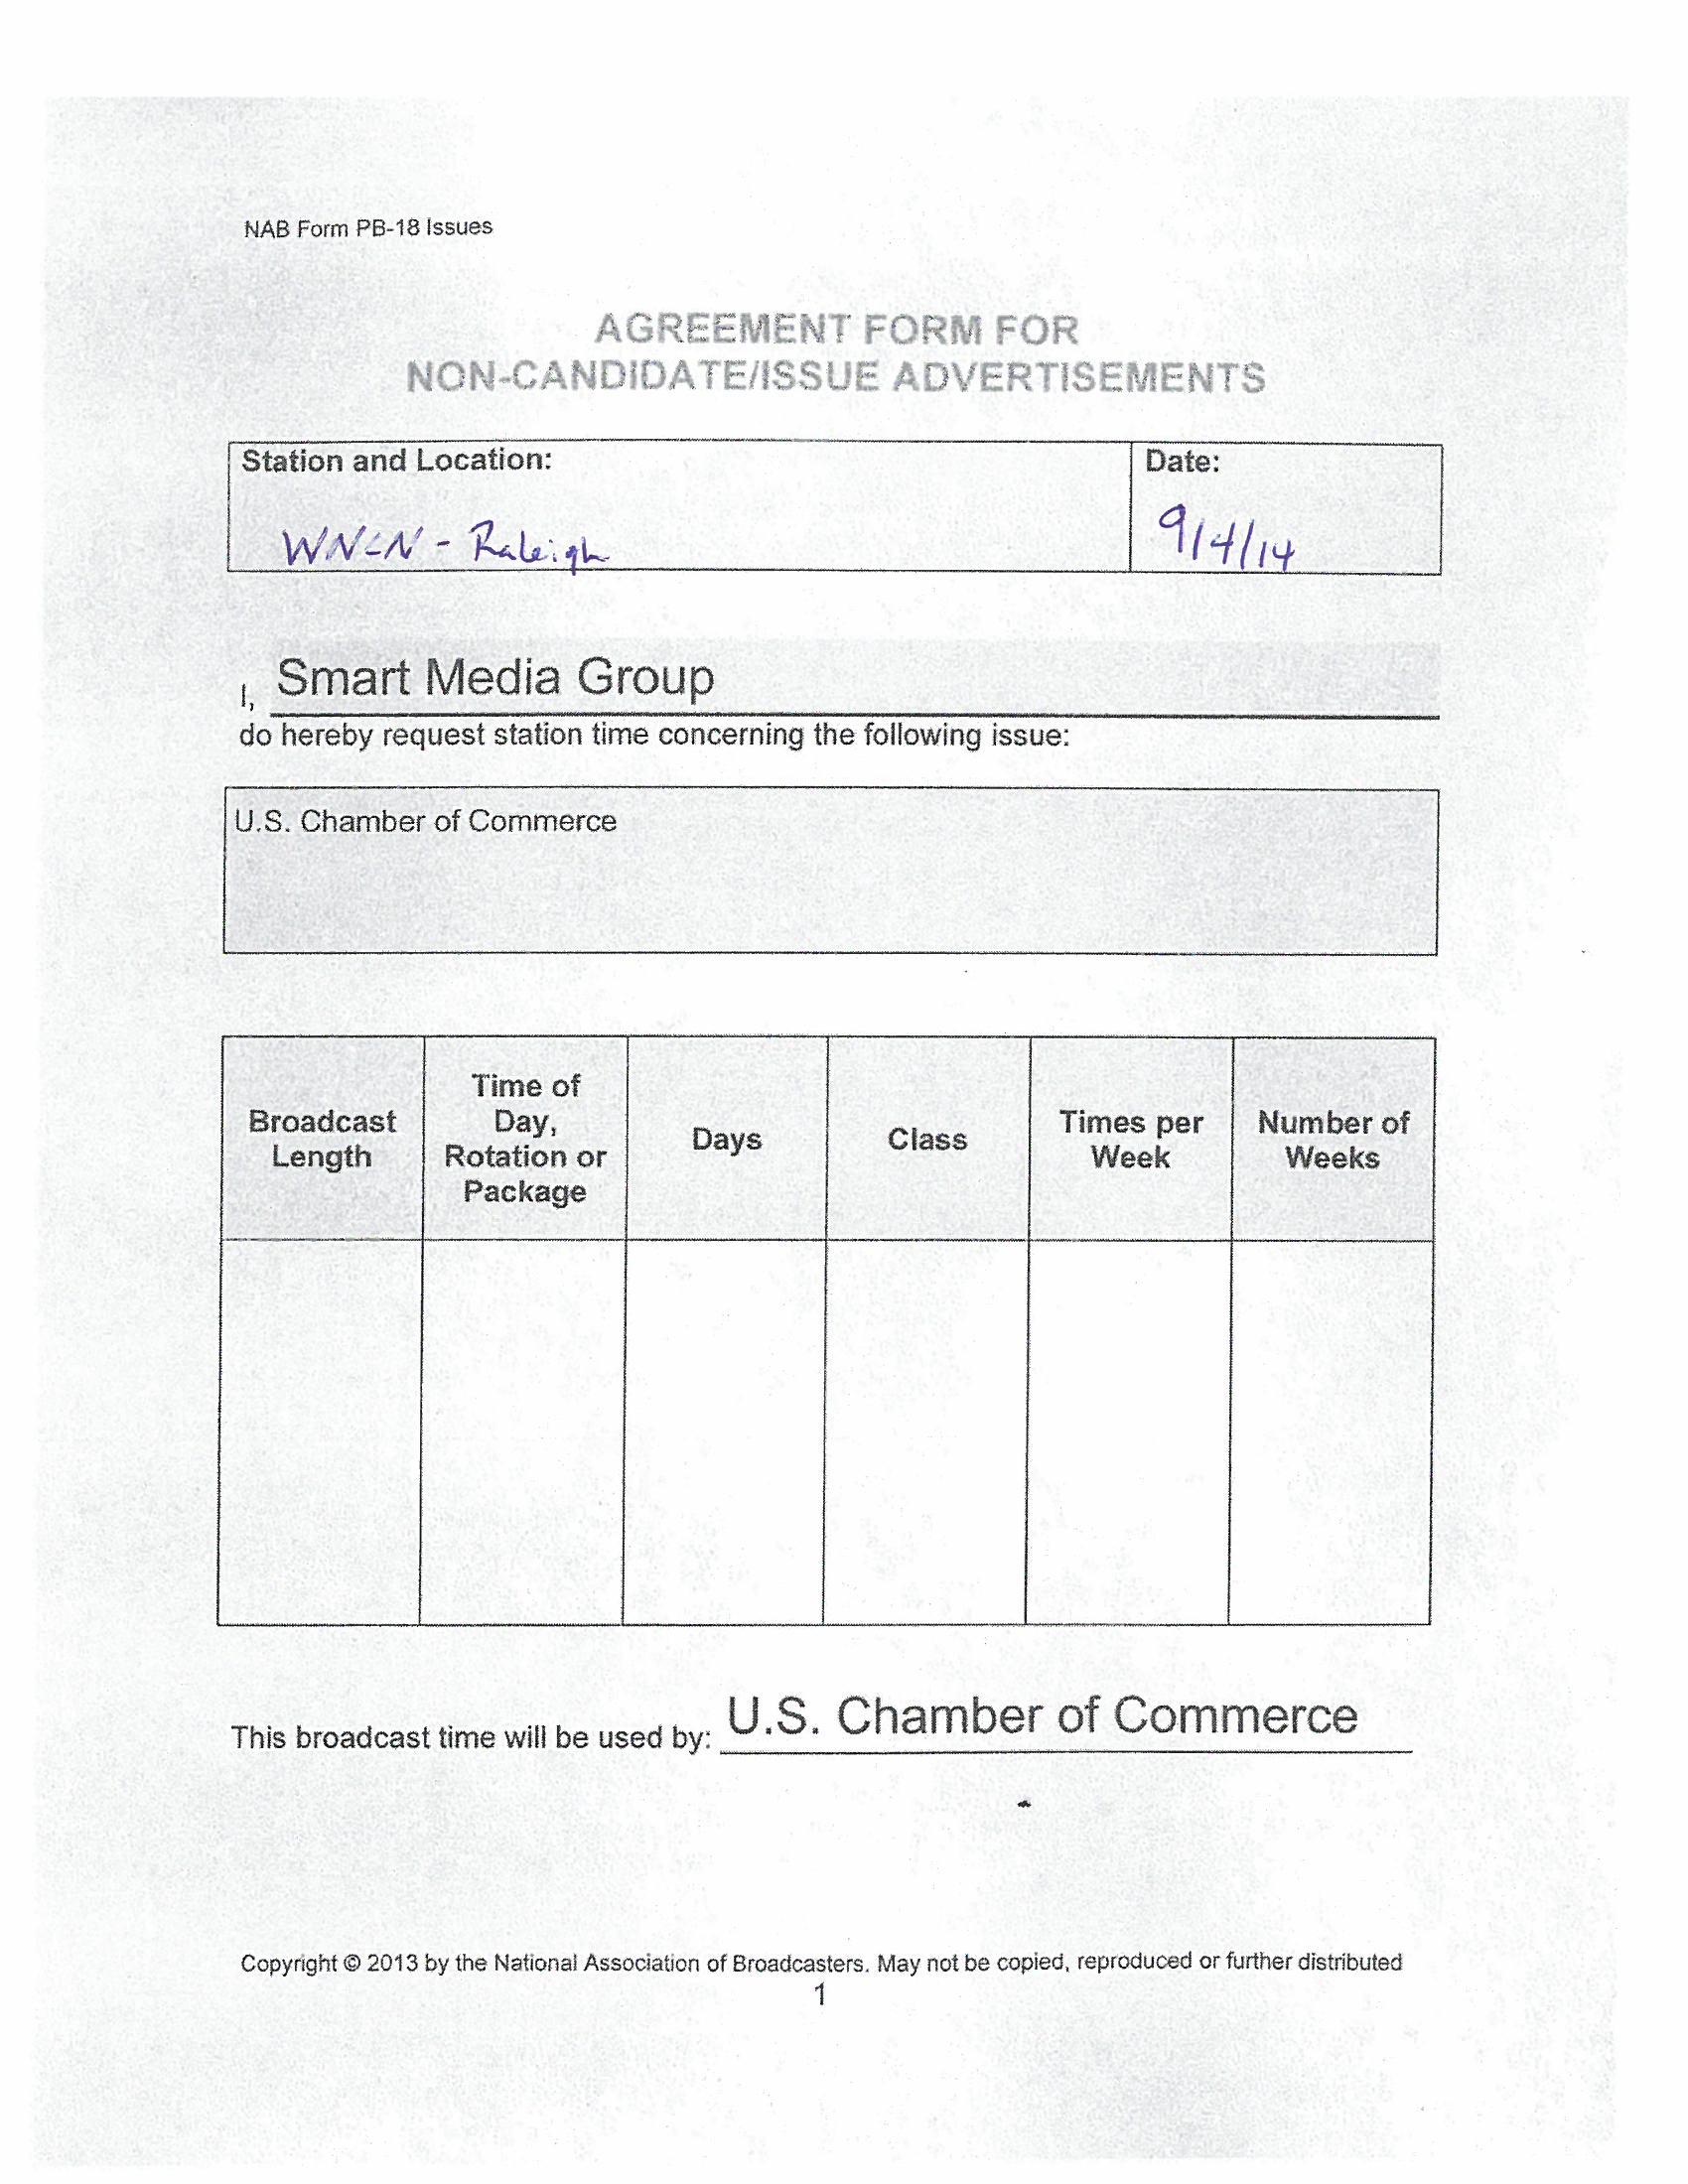 NAB Form PB-18 Issues
AGREEMENT FORM FOR
NON-CANDIDATE/ISSUE ADVERTISEMENTS
Station and Location:
Date:
WNCN - Raleigh
9/4/14
I, Smart Media Group
do hereby request station time concerning the following issue:
U.S. Chamber of Commerce
Broadcast Length
Time of Day, Rotation or Package
Days
Class
Times per Week
Number of Weeks
This broadcast time will be used by: U.S. Chamber of Commerce
Copyright © 2013 by the National Association of Broadcasters. May not be copied, reproduced or further distributed
1